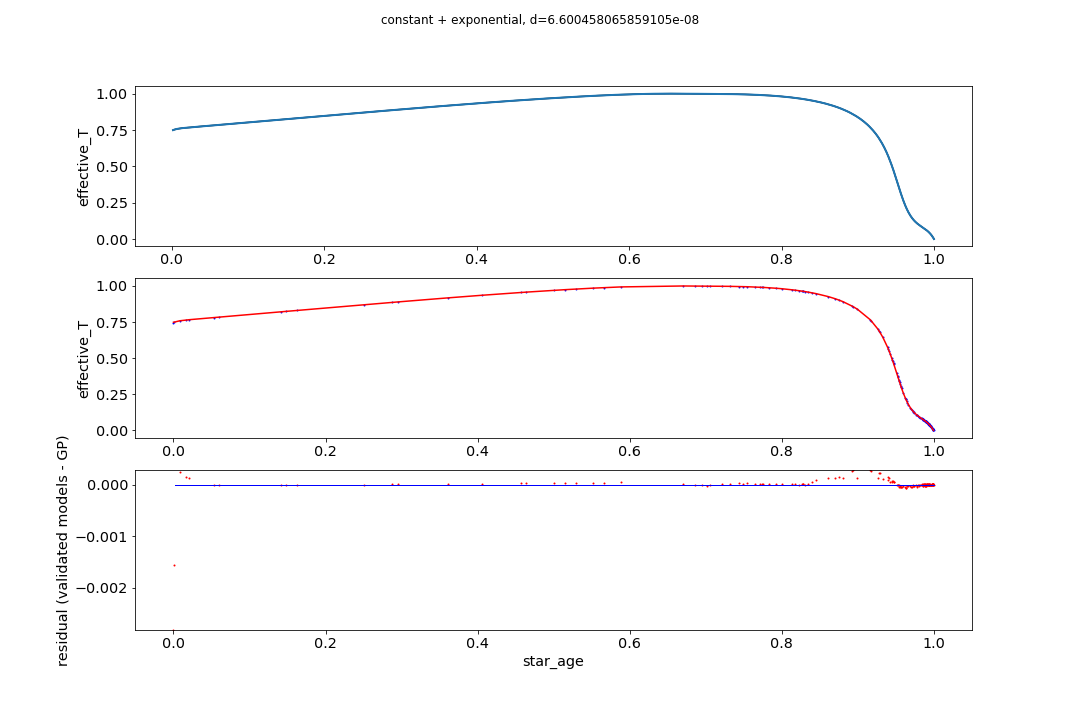 constant + exponential, d=6.600458065859105e-08
effective_T
1.00
0.75
0.50
0.25
0.00
0.0 0.2 0.4 0.6 0.8 1.0
effective_T
1.00
0.75
0.50
0.25
0.00
0.0 0.2 0.4 0.6 0.8 1.0
residual (validated models - GP)
0.000
−0.001
−0.002
0.0 0.2 0.4 0.6 0.8 1.0
star_age